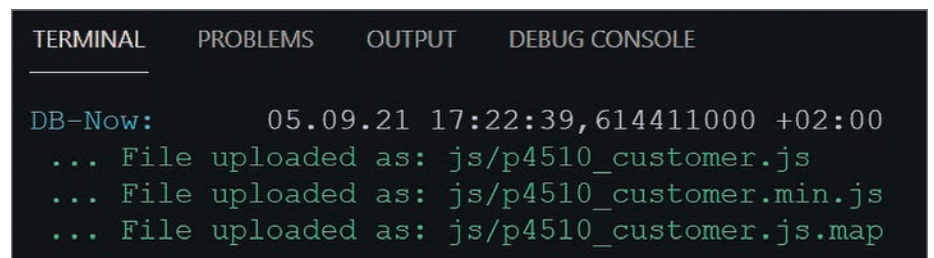 TERMINAL PROBLEMS OUTPUT DEBUG CONSOLE
DB-Now: 05.09.21 17:22:39,614411000 +02:00
... File uploaded as: js/p4510_customer.js
... File uploaded as: js/p4510_customer.min.js
... File uploaded as: js/p4510_customer.js.map